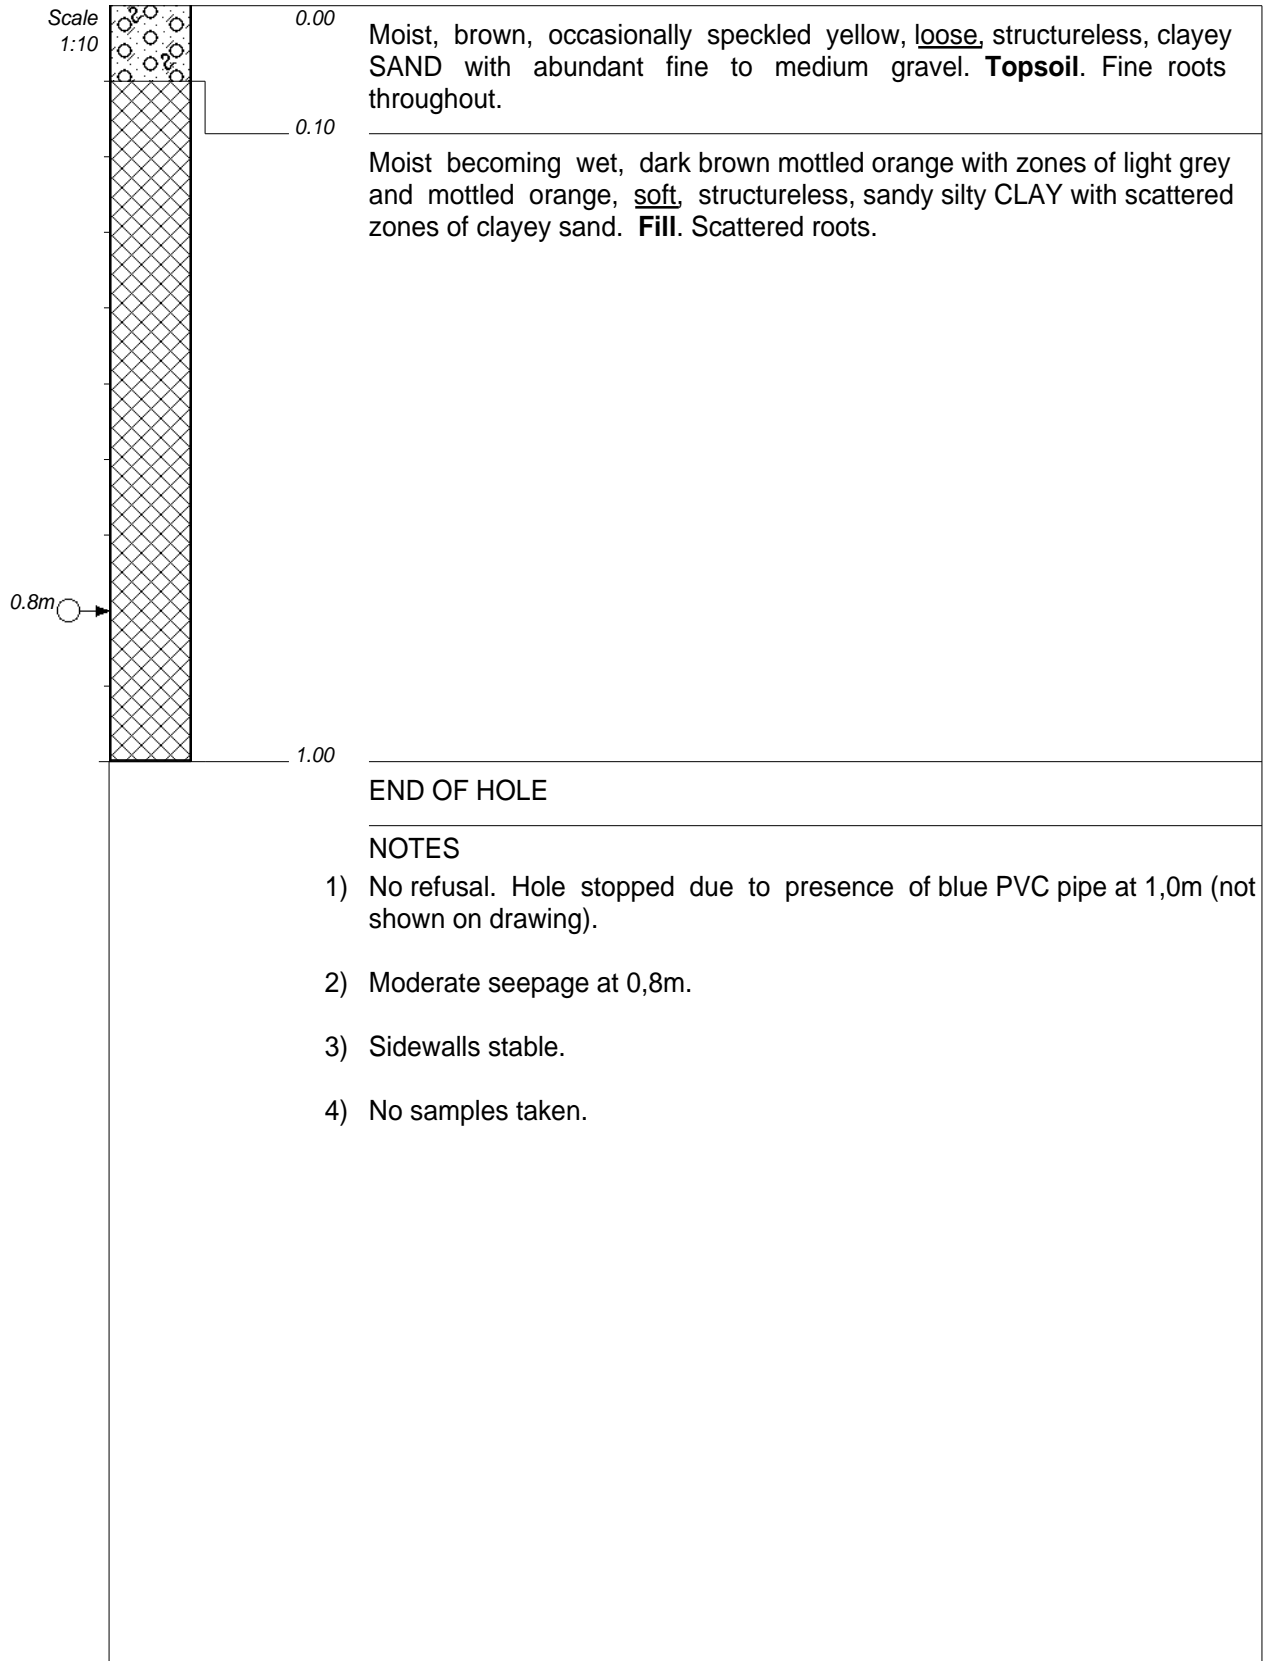 Scale
1:10
0.00
Moist, brown, occasionally speckled yellow, loose, structureless, clayey
SAND with abundant fine to medium gravel. Topsoil. Fine roots
throughout.
0.10
Moist becoming wet, dark brown mottled orange with zones of light grey
and mottled orange, soft, structureless, sandy silty CLAY with scattered
zones of clayey sand. Fill. Scattered roots.
0.8m
1.00
END OF HOLE
NOTES
1) No refusal. Hole stopped due to presence of blue PVC pipe at 1,0m (not
shown on drawing).
2) Moderate seepage at 0,8m.
3) Sidewalls stable.
4) No samples taken.